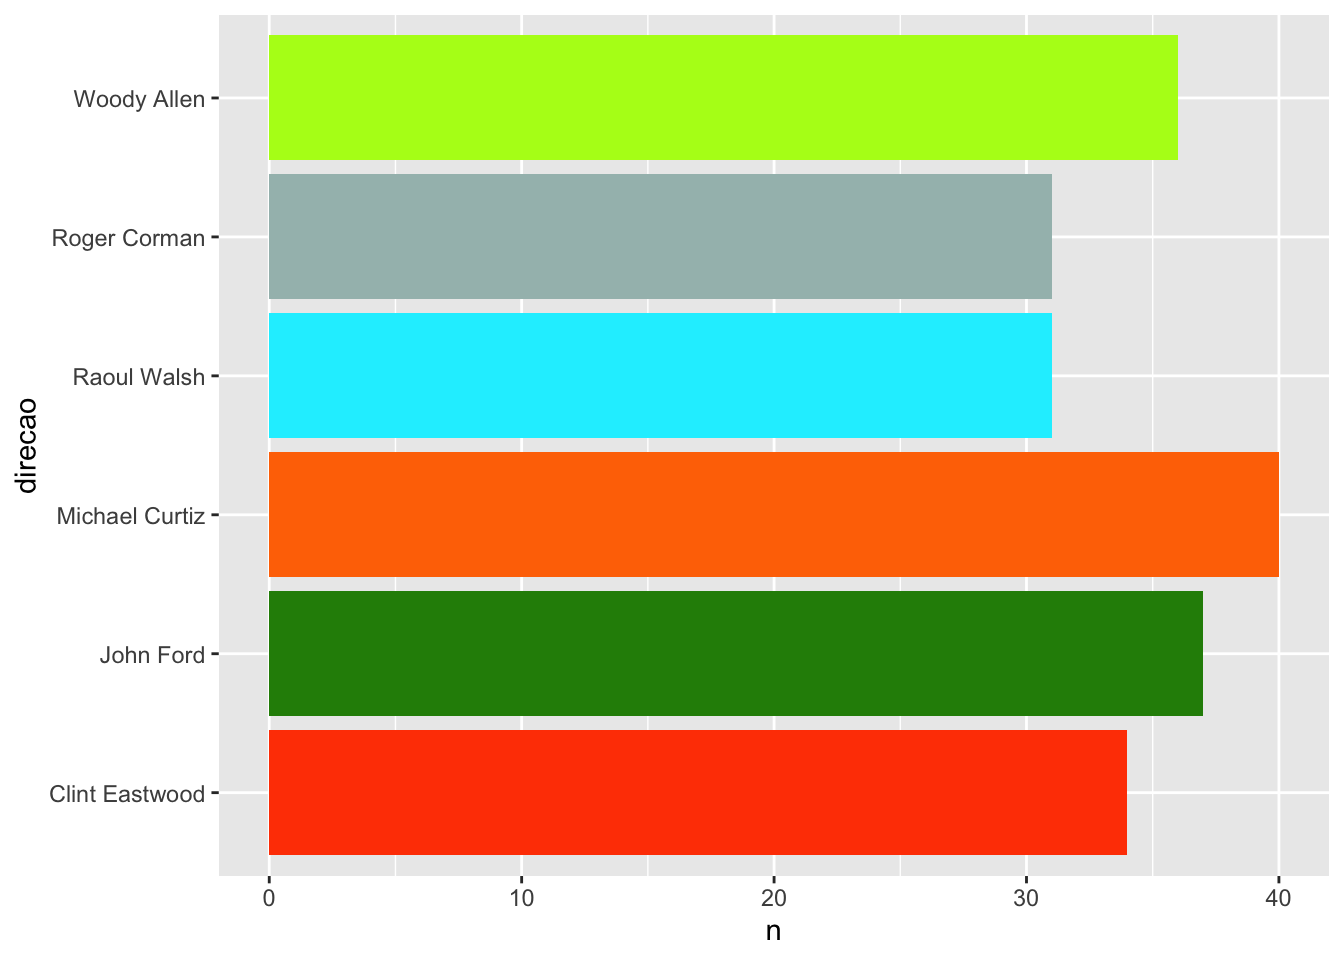 Woody Allen
Roger Corman
Raoul Walsh
Michael Curtiz
John Ford
Clint Eastwood
direcao
0 10 20 30 40
n